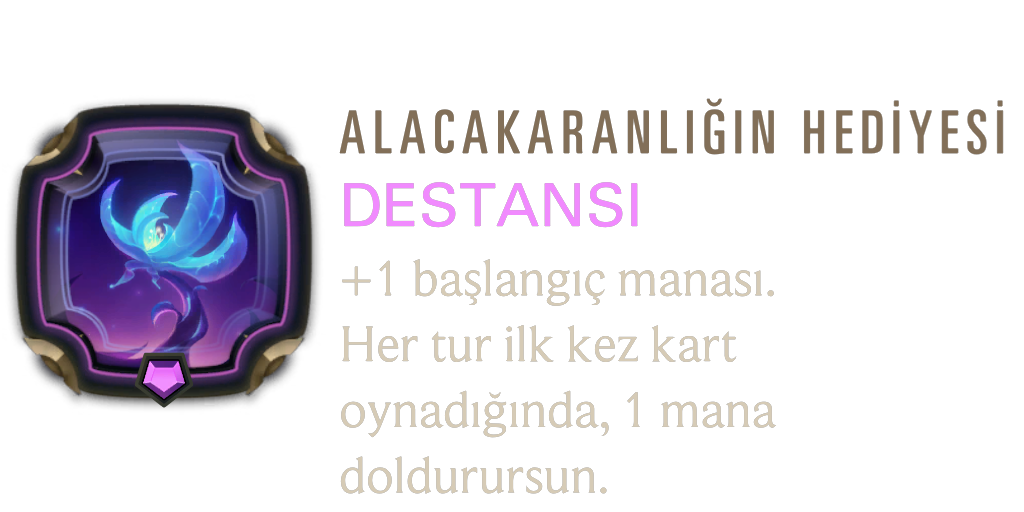 ALACAKARANLIĞIN HEDİYESİ
DESTANSI
+1 başlangıç manası.
Her tur ilk kez kart
oynadığında, 1 mana
doldurursun.